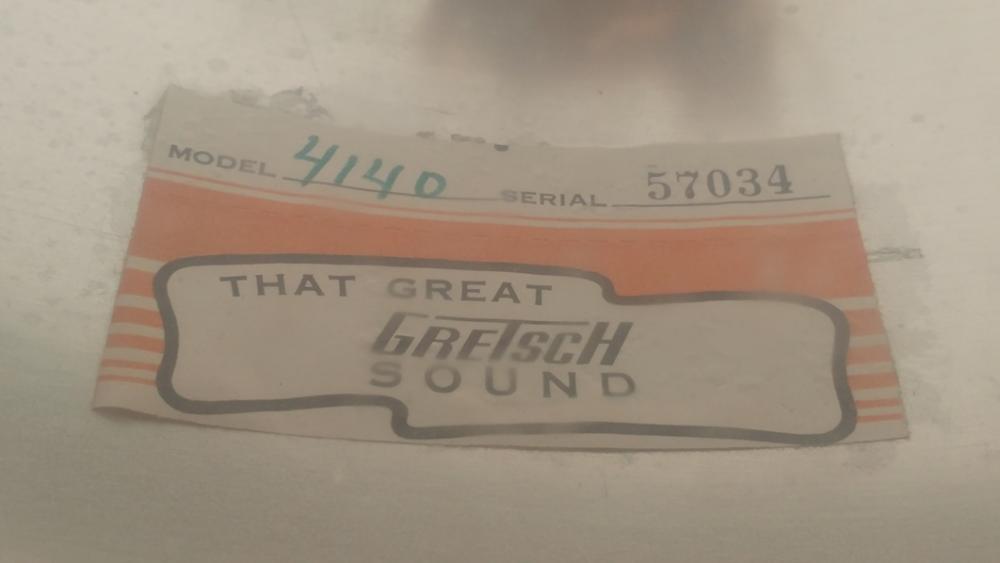 MODEL 4140 SERIAL 57034
THAT GREAT
GRETSCH
SOUND